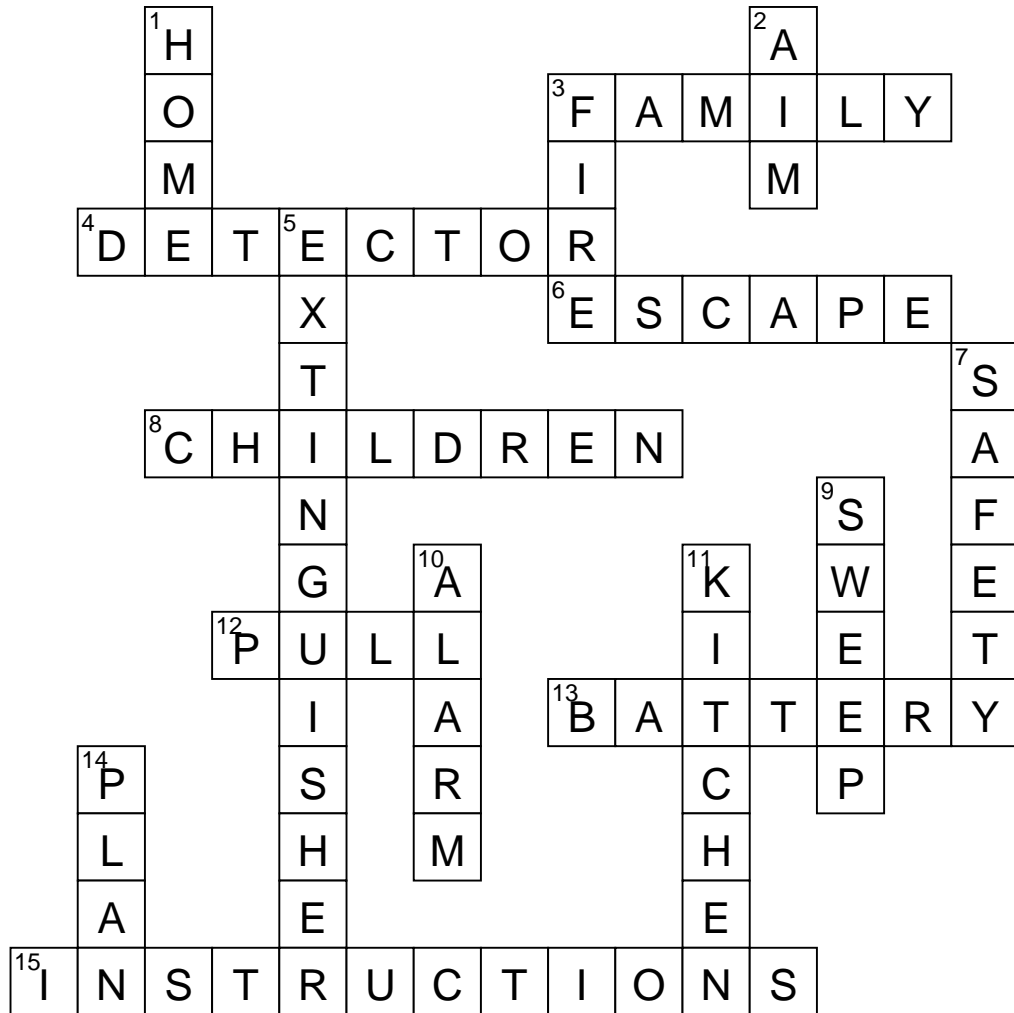 1 H 2 A
O 3 F A M I L Y
M I M
4 D E T 5 E C T O R
X 6 E S C A P E
T 7 S
8 C H I L D R E N A
N 9 S F
G 10 A 11 K W E
12 P U L L I E T
I A 13 B A T T E R Y
14 P S R C P
L H M H
A E E
15 I N S T R U C T I O N S